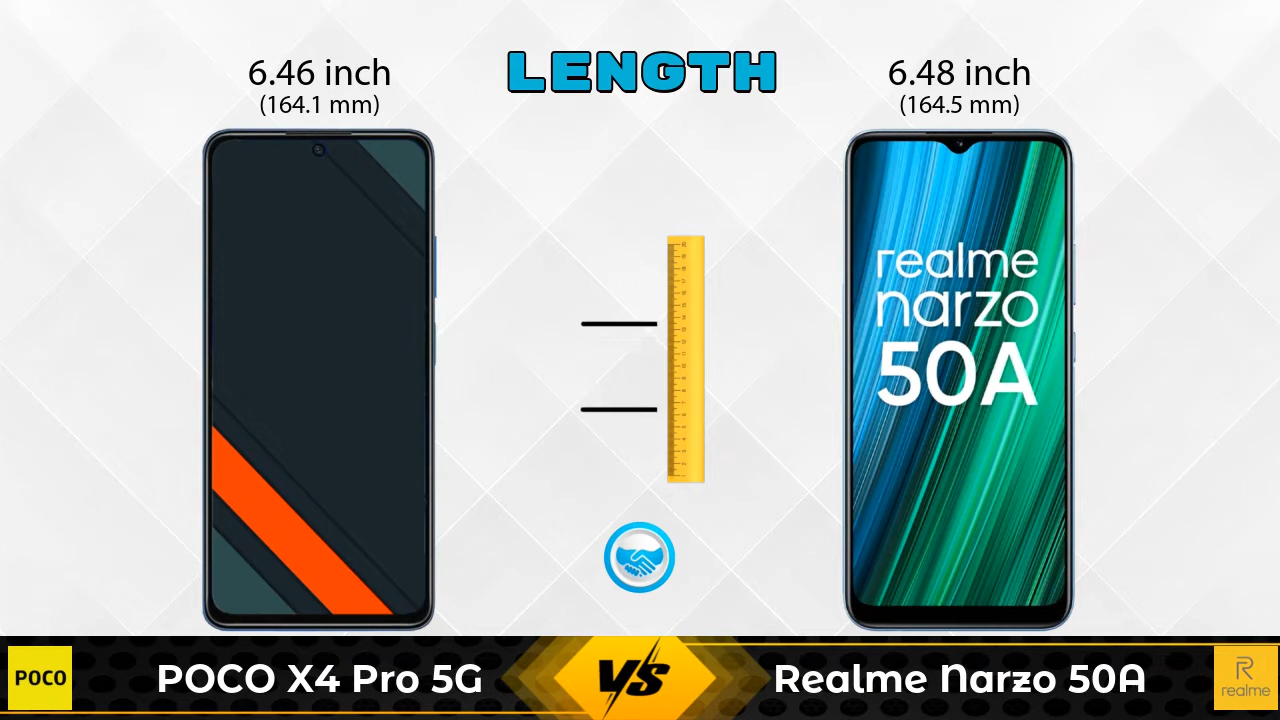 LENGTH
6.46 inch
(164.1 mm)
6.48 inch
(164.5 mm)
realme
narzo
50A
POCO
POCO X4 Pro 5G
VS
Realme Narzo 50A
R
realme